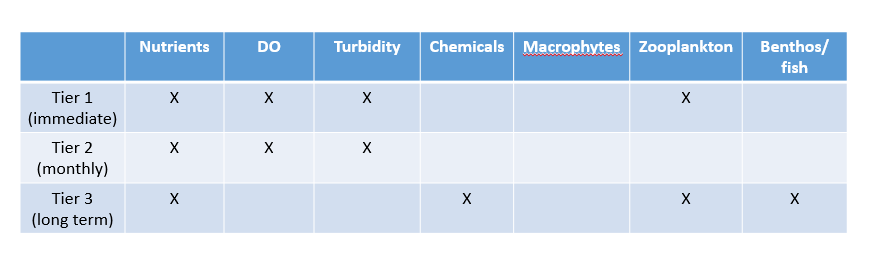 Nutrients DO Turbidity Chemicals Macrophytes Zooplankton Benthos/
fish
Tier 1 X X X X
(immediate)
Tier 2 X X X
(monthly)
Tier 3 X X X X
(long term)